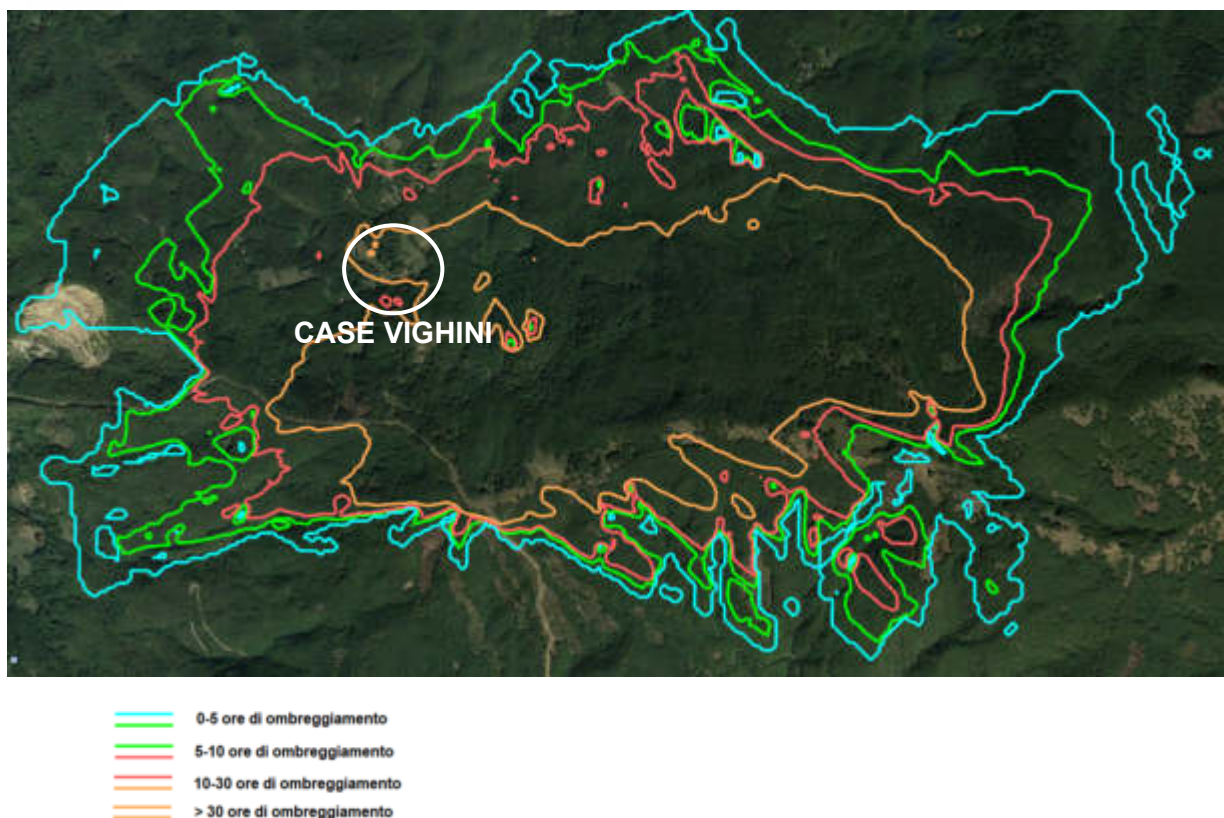 CASE VIGHINI
0-5 ore di ombreggiamento
5-10 ore di ombreggiamento
10-30 ore di ombreggiamento
> 30 ore di ombreggiamento